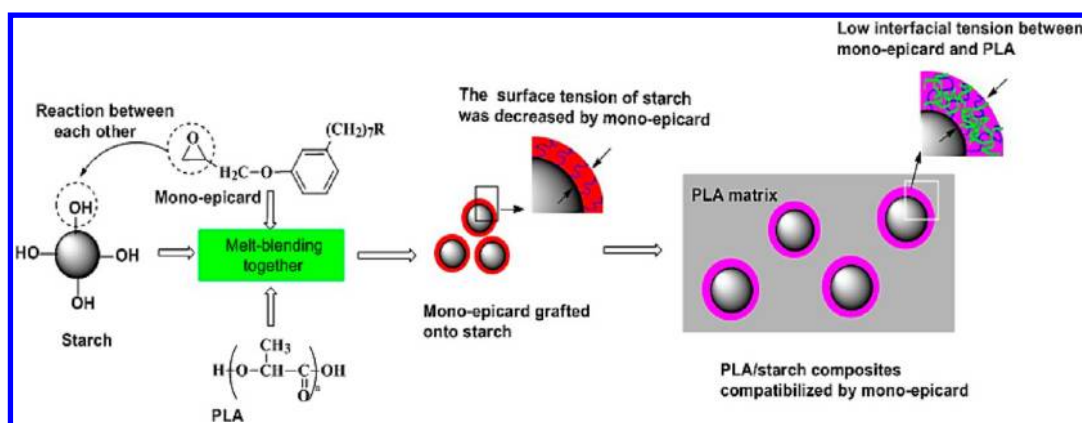 Low interfacial tension between
mono-epicard and PLA
The surface tension of starch
was decreased by mono-epicard
Reaction between
each other
(CH₂)₇R
O
H₂C—O
Mono-epicard
PLA matrix
OH
HO
OH
OH
Starch
Melt-blending
together
Mono-epicard grafted
onto starch
CH₃
H—(O—CH—C)ₙ—OH
O
PLA
PLA/starch composites
compatibilized by mono-epicard